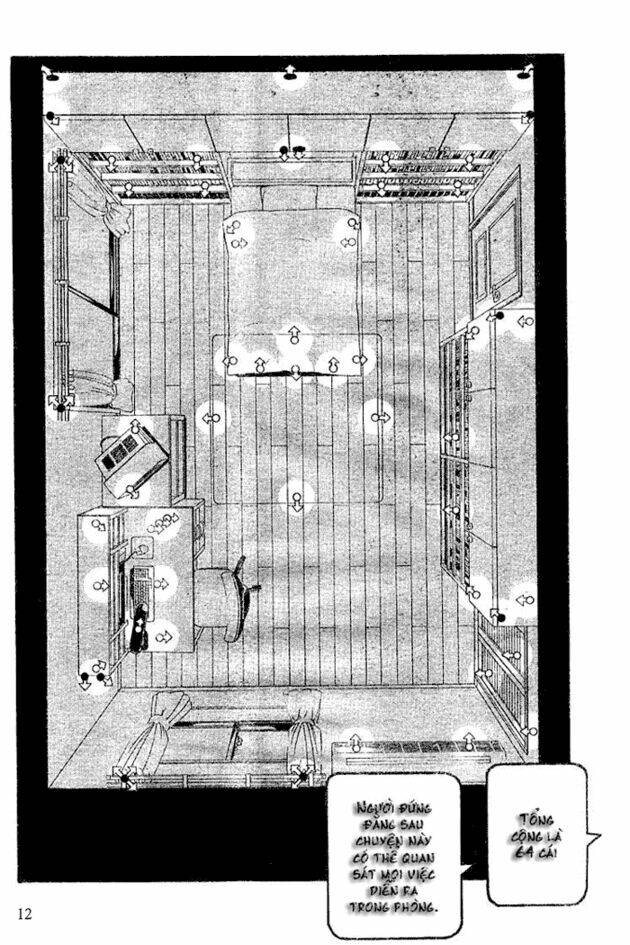 TỔNG
CỘNG LÀ
64 CÁI
NGƯỜI ĐỨNG
ĐẰNG SAU
CHUYỆN NÀY
CÓ THỂ QUAN
SÁT MỌI VIỆC
DIỄN RA
TRONG PHÒNG.
12